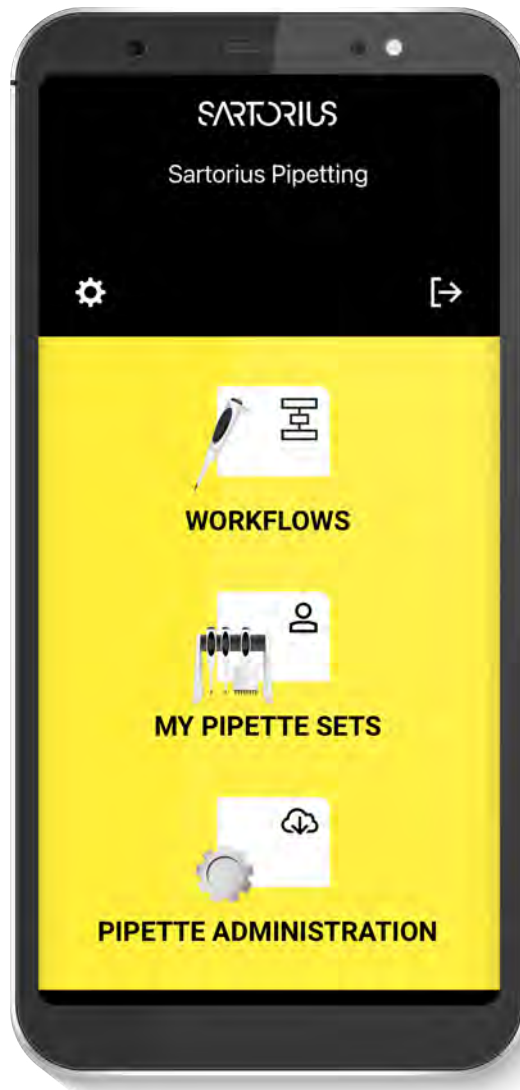 SARTORIUS
Sartorius Pipetting
WORKFLOWS
MY PIPETTE SETS
PIPETTE ADMINISTRATION